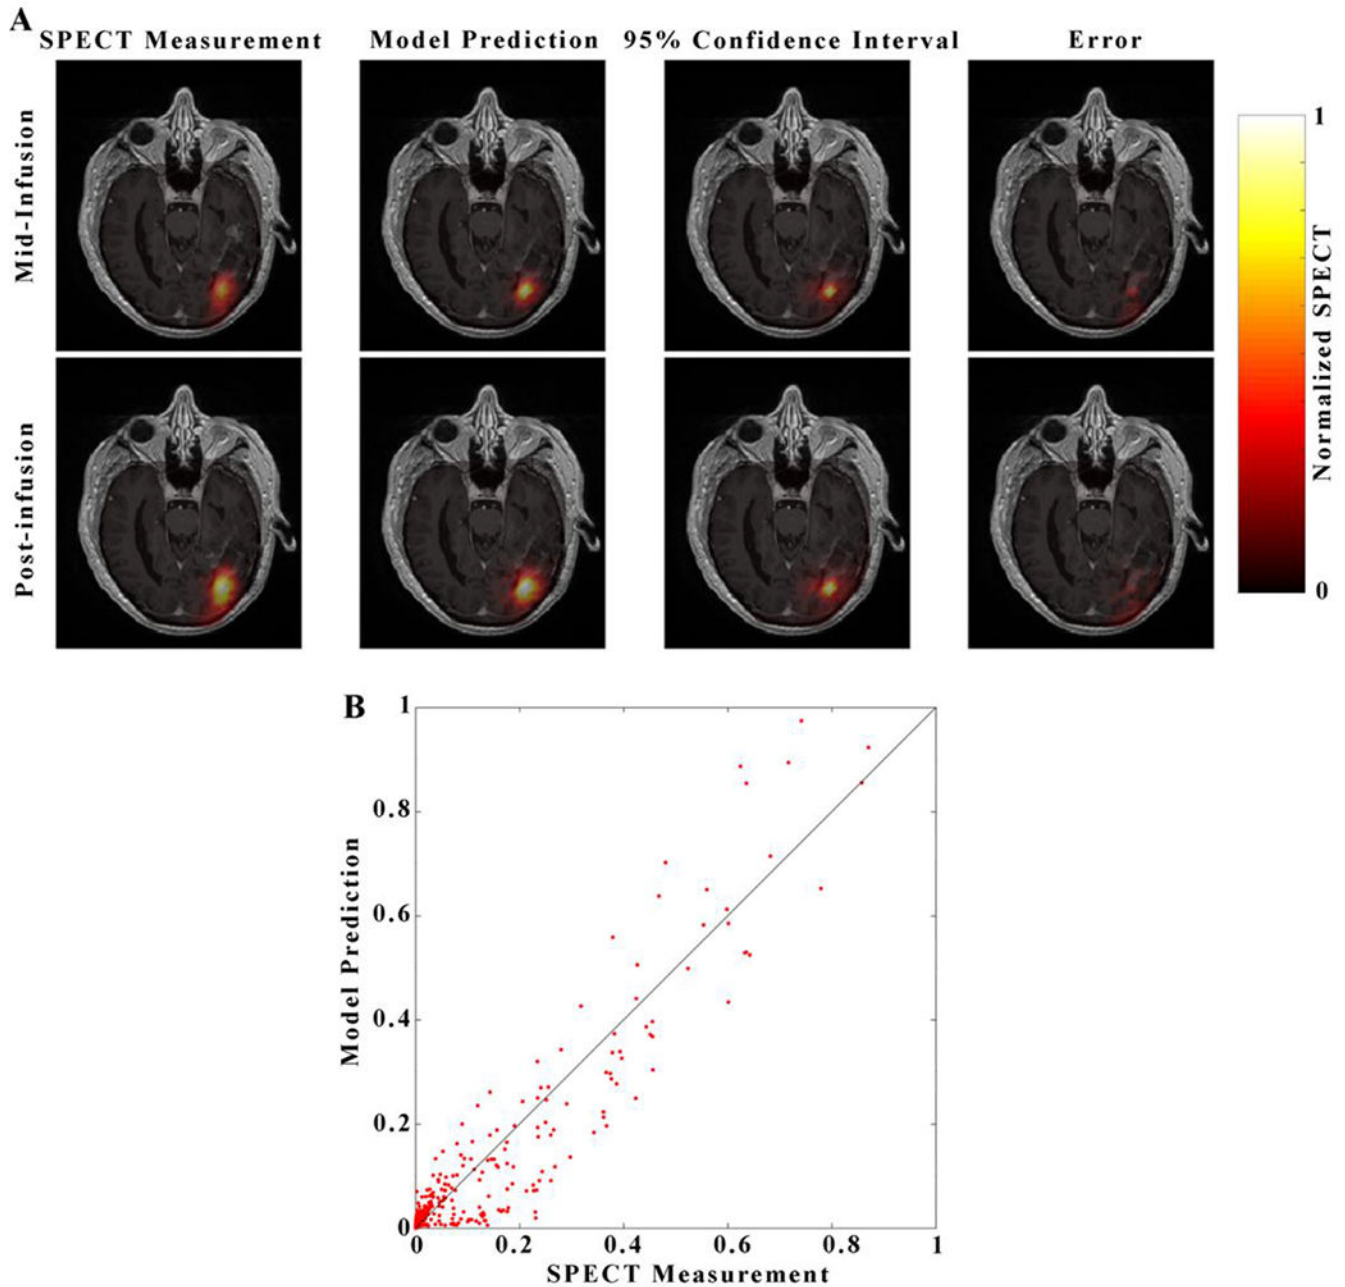 A
SPECT Measurement
Model Prediction
95% Confidence Interval
Error
Mid-Infusion
Post-infusion
1
Normalized SPECT
0
B
1
0.8
0.6
0.4
0.2
0
Model Prediction
0
0.2
0.4
0.6
0.8
1
SPECT Measurement